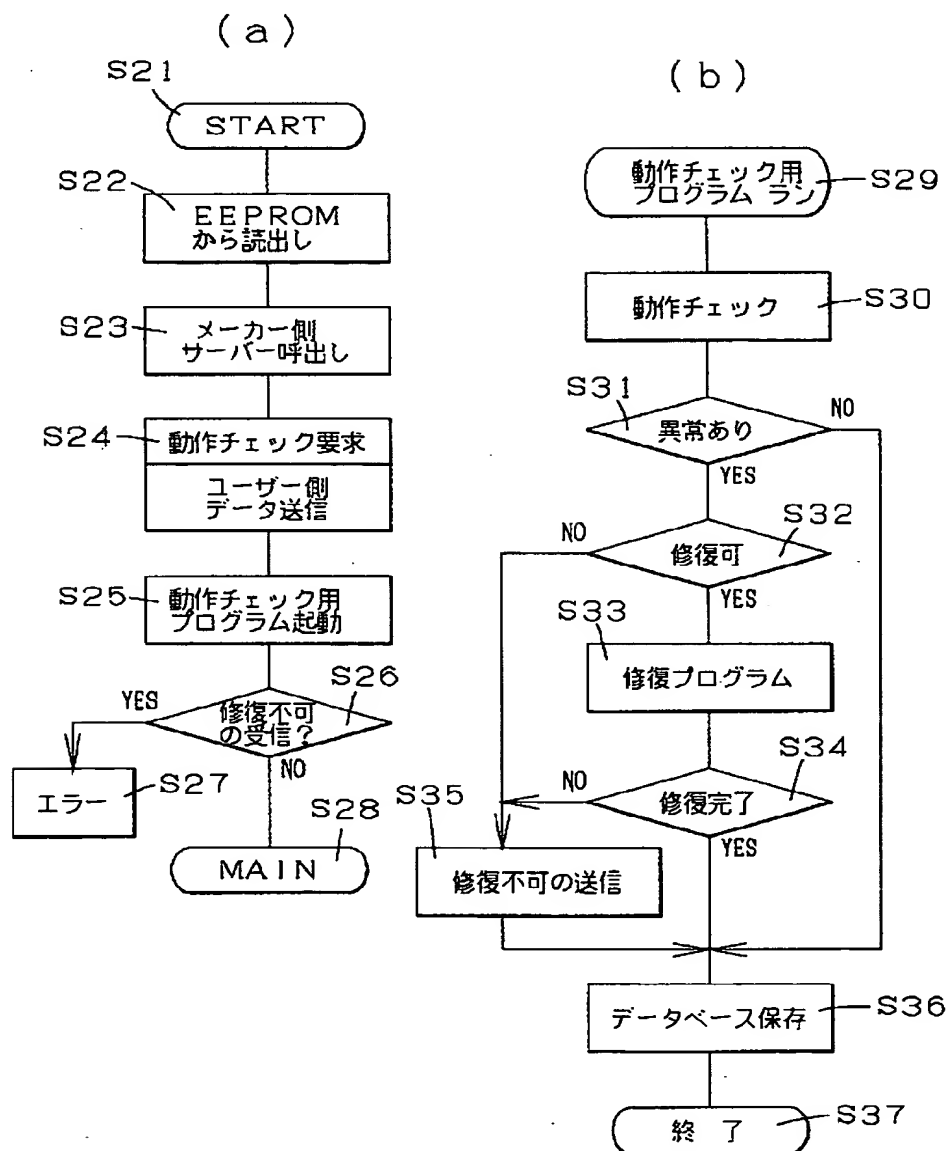 (a)
S21
START
S22
EEPROM
から読出し
S23
メーカー側
サーバー呼出し
S24
動作チェック要求
ユーザー側
データ送信
S25
動作チェック用
プログラム起動
S26
YES
修復不可
の受信？
NO
S27
エラー
S28
MAIN
(b)
動作チェック用
プログラム ラン
S29
動作チェック
S30
S31
異常あり
NO
YES
S32
NO
修復可
YES
S33
修復プログラム
S34
NO
修復完了
YES
S35
修復不可の送信
データベース保存
S36
終 了
S37